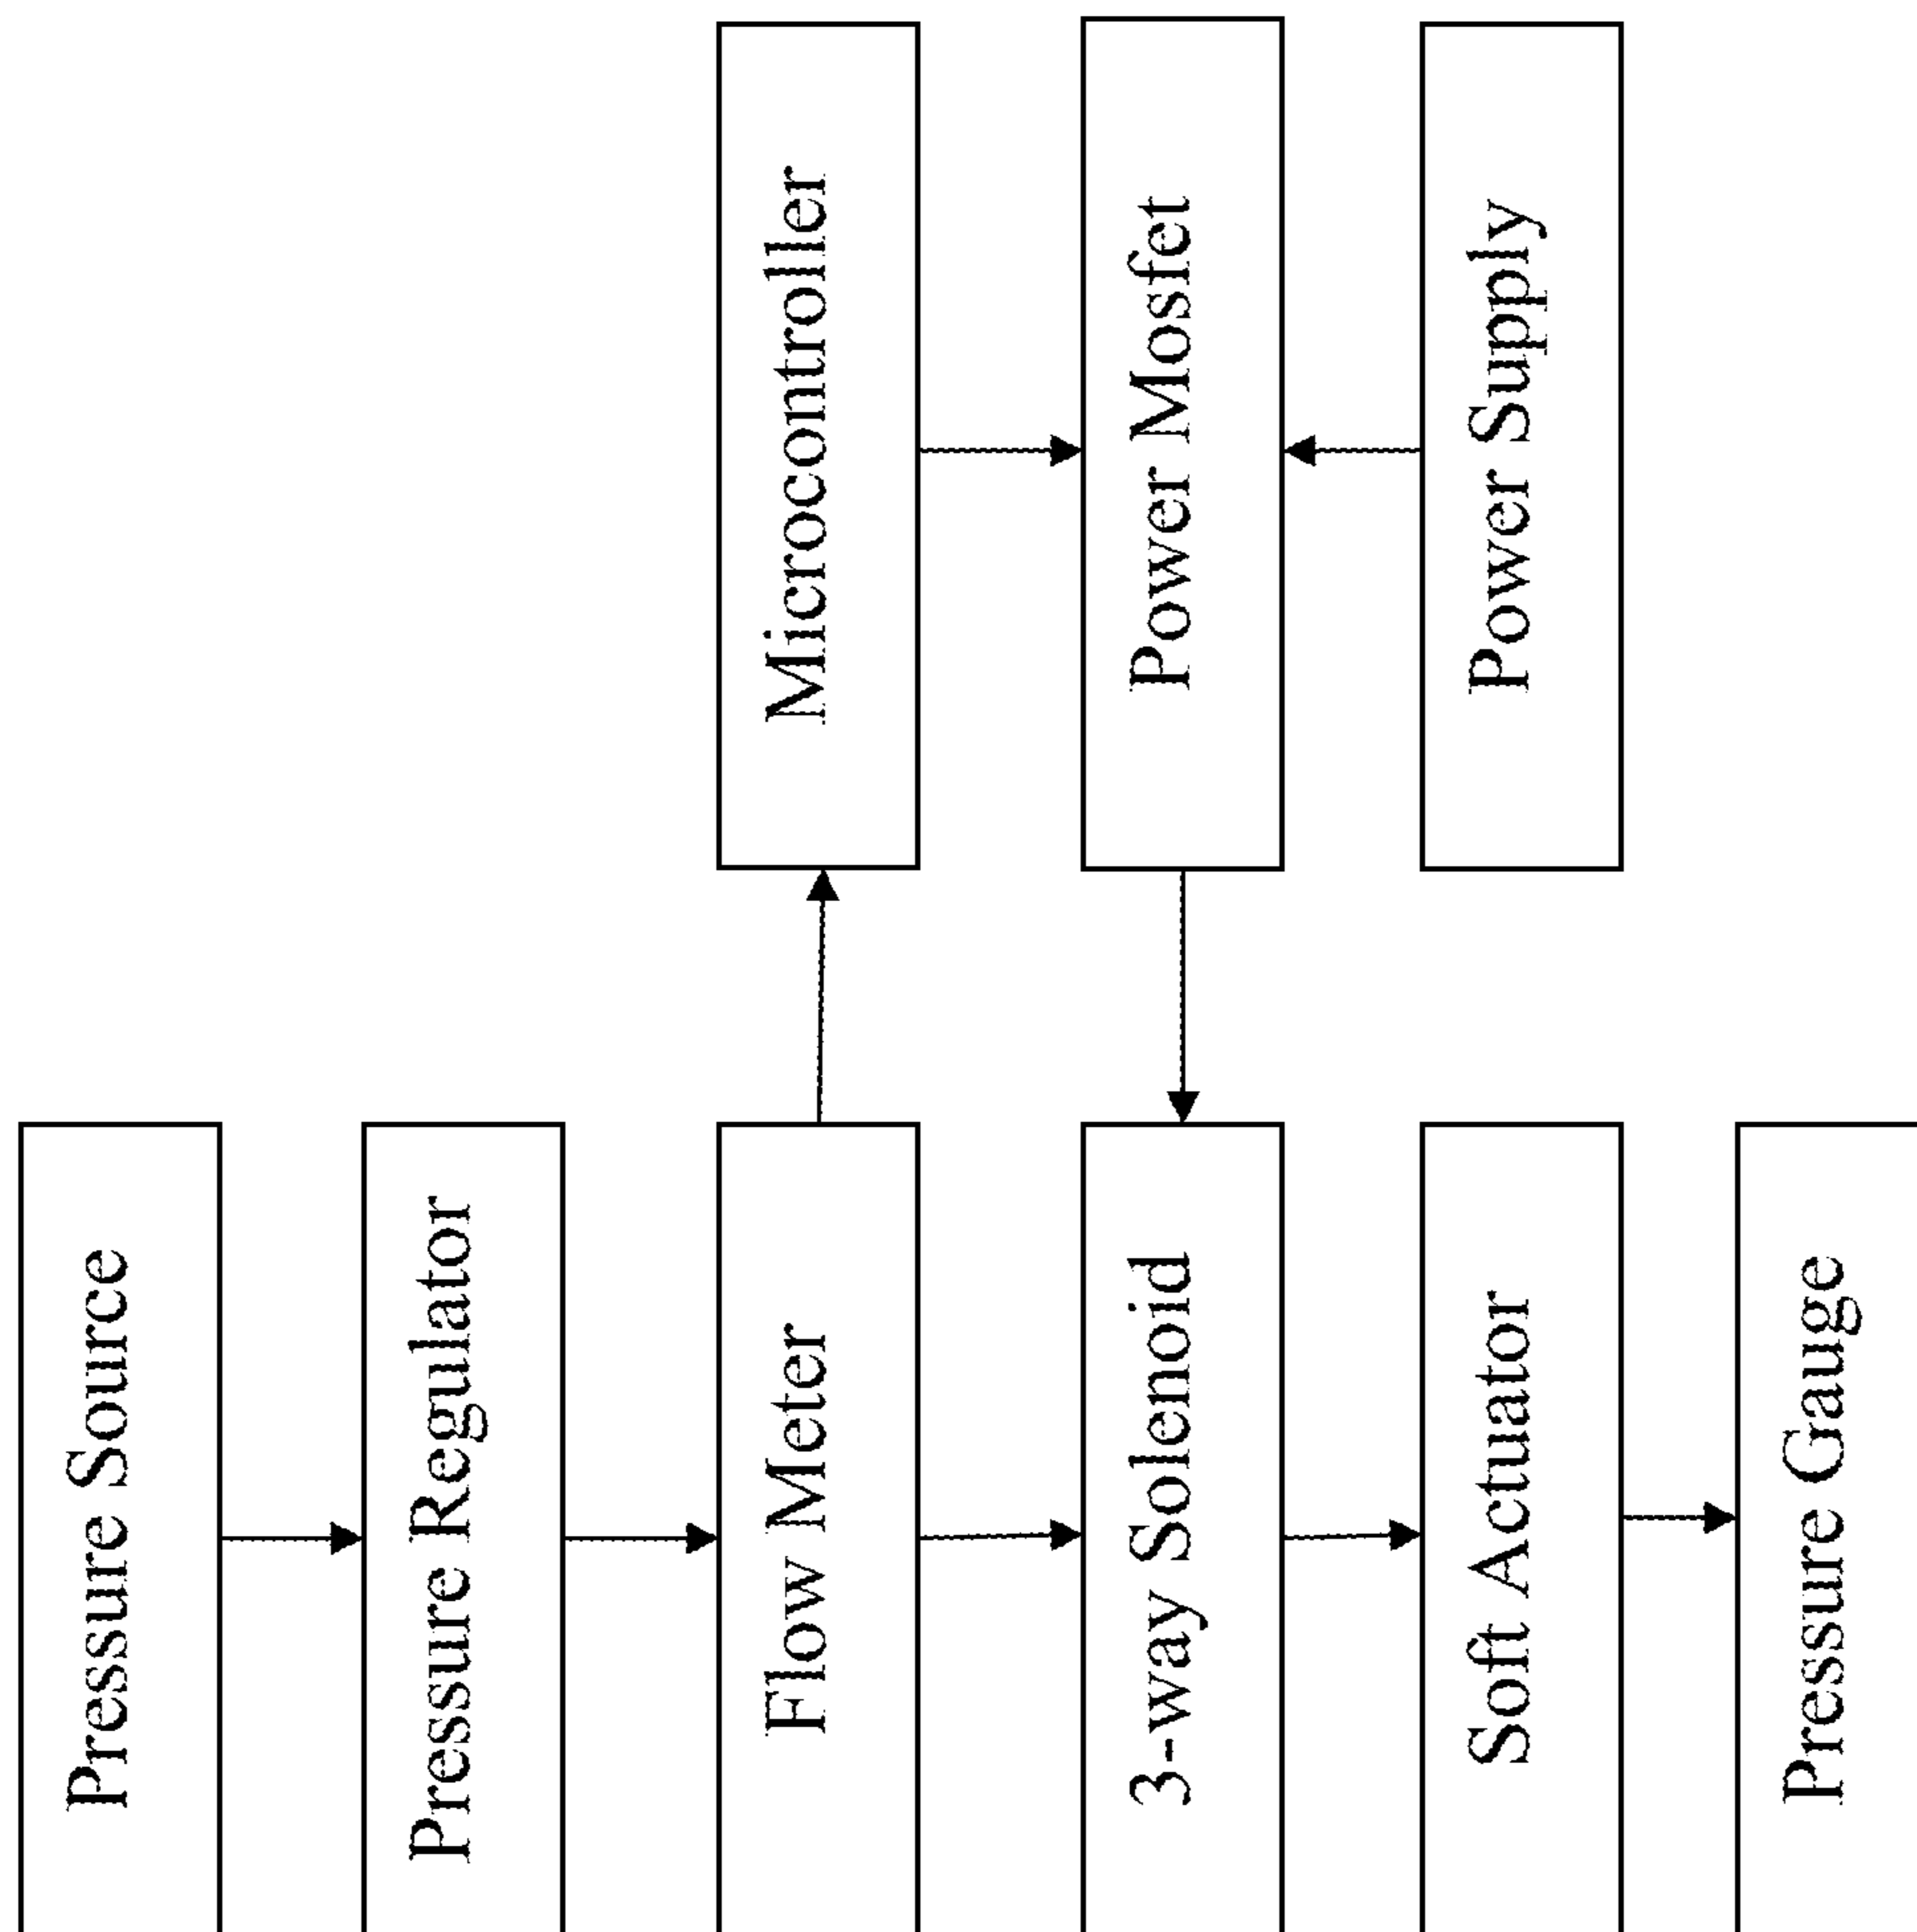 Pressure Source
Pressure Regulator
Flow Meter
3-way Solenoid
Soft Actuator
Pressure Gauge
Microcontroller
Power Mosfet
Power Supply